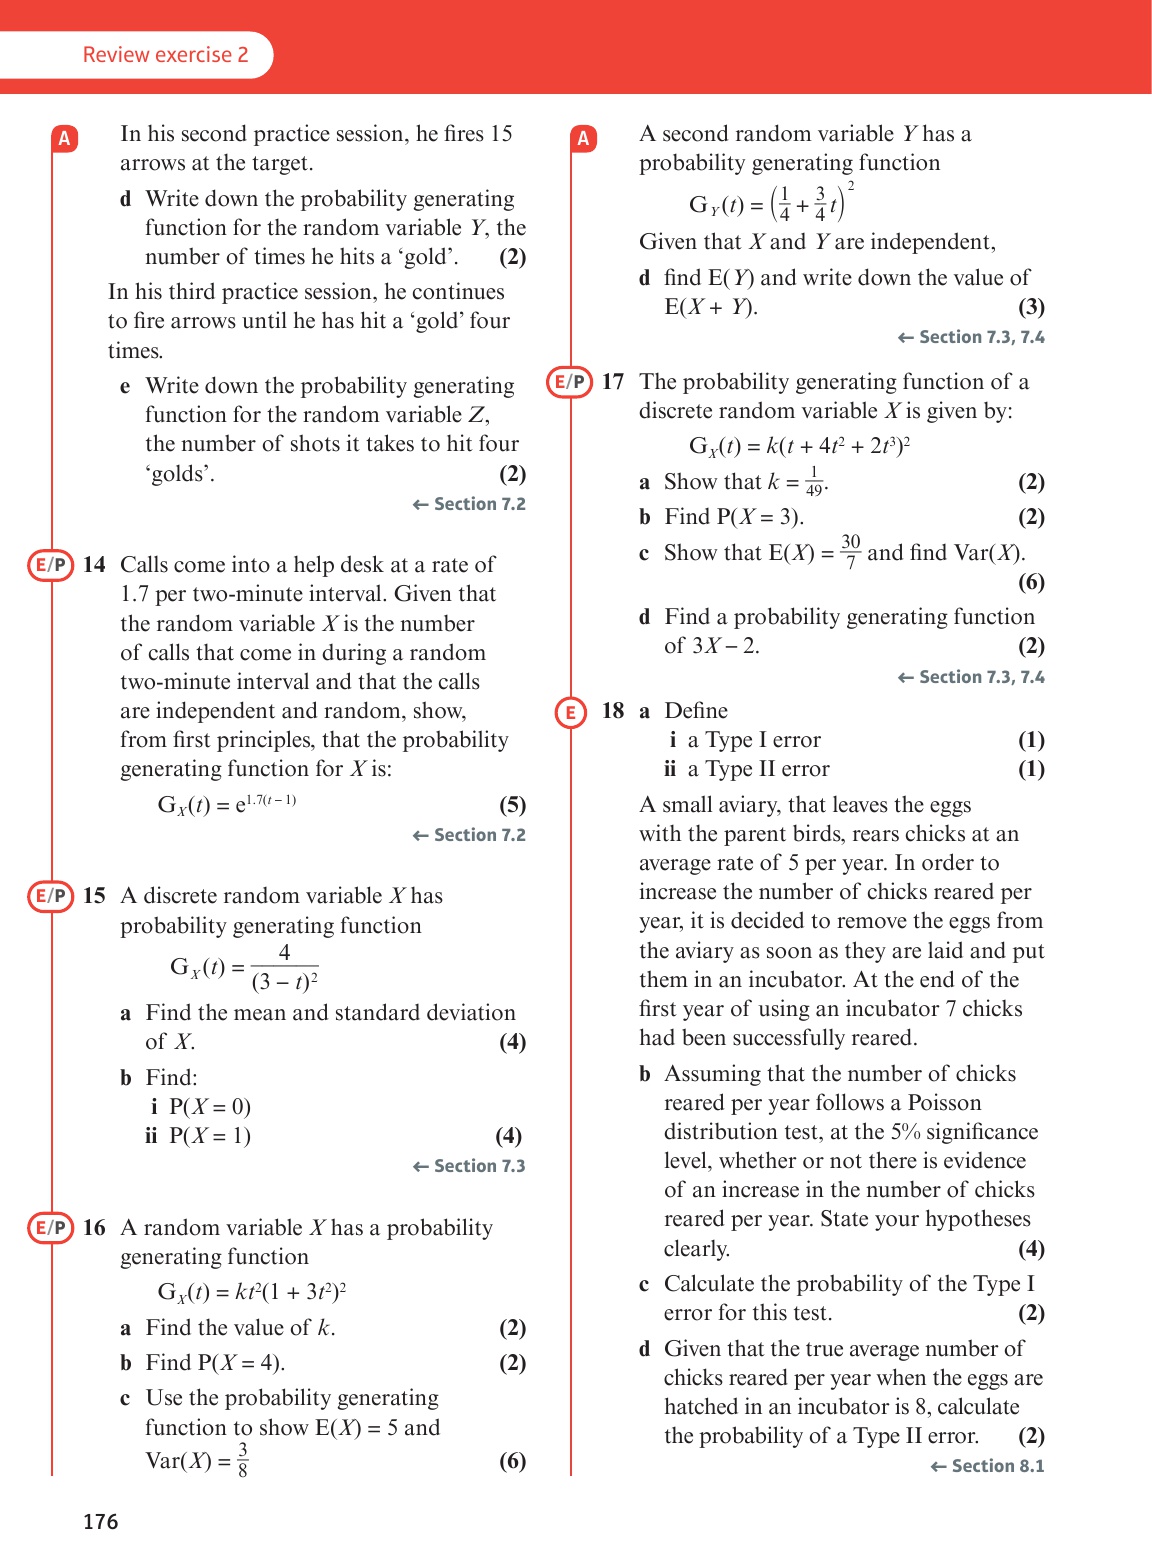 Review exercise 2
A
In his second practice session, he fires 15
arrows at the target.
d Write down the probability generating
function for the random variable Y, the
number of times he hits a ‘gold’. (2)
In his third practice session, he continues
to fire arrows until he has hit a ‘gold’ four
times.
e Write down the probability generating
function for the random variable Z,
the number of shots it takes to hit four
‘golds’. (2)
← Section 7.2
E/P 14 Calls come into a help desk at a rate of
1.7 per two-minute interval. Given that
the random variable X is the number
of calls that come in during a random
two-minute interval and that the calls
are independent and random, show,
from first principles, that the probability
generating function for X is:
G_X(t) = e^{1.7(t – 1)} (5)
← Section 7.2
E/P 15 A discrete random variable X has
probability generating function
G_X(t) = 4/(3 – t)²
a Find the mean and standard deviation
of X. (4)
b Find:
i P(X = 0)
ii P(X = 1) (4)
← Section 7.3
E/P 16 A random variable X has a probability
generating function
G_X(t) = kt²(1 + 3t²)²
a Find the value of k. (2)
b Find P(X = 4). (2)
c Use the probability generating
function to show E(X) = 5 and
Var(X) = 3/8 (6)
A
A second random variable Y has a
probability generating function
G_Y(t) = (1/4 + 3/4 t)²
Given that X and Y are independent,
d find E(Y) and write down the value of
E(X + Y). (3)
← Section 7.3, 7.4
E/P 17 The probability generating function of a
discrete random variable X is given by:
G_X(t) = k(t + 4t² + 2t³)²
a Show that k = 1/49. (2)
b Find P(X = 3). (2)
c Show that E(X) = 30/7 and find Var(X).
(6)
d Find a probability generating function
of 3X – 2. (2)
← Section 7.3, 7.4
E 18 a Define
i a Type I error (1)
ii a Type II error (1)
A small aviary, that leaves the eggs
with the parent birds, rears chicks at an
average rate of 5 per year. In order to
increase the number of chicks reared per
year, it is decided to remove the eggs from
the aviary as soon as they are laid and put
them in an incubator. At the end of the
first year of using an incubator 7 chicks
had been successfully reared.
b Assuming that the number of chicks
reared per year follows a Poisson
distribution test, at the 5% significance
level, whether or not there is evidence
of an increase in the number of chicks
reared per year. State your hypotheses
clearly. (4)
c Calculate the probability of the Type I
error for this test. (2)
d Given that the true average number of
chicks reared per year when the eggs are
hatched in an incubator is 8, calculate
the probability of a Type II error. (2)
← Section 8.1
176